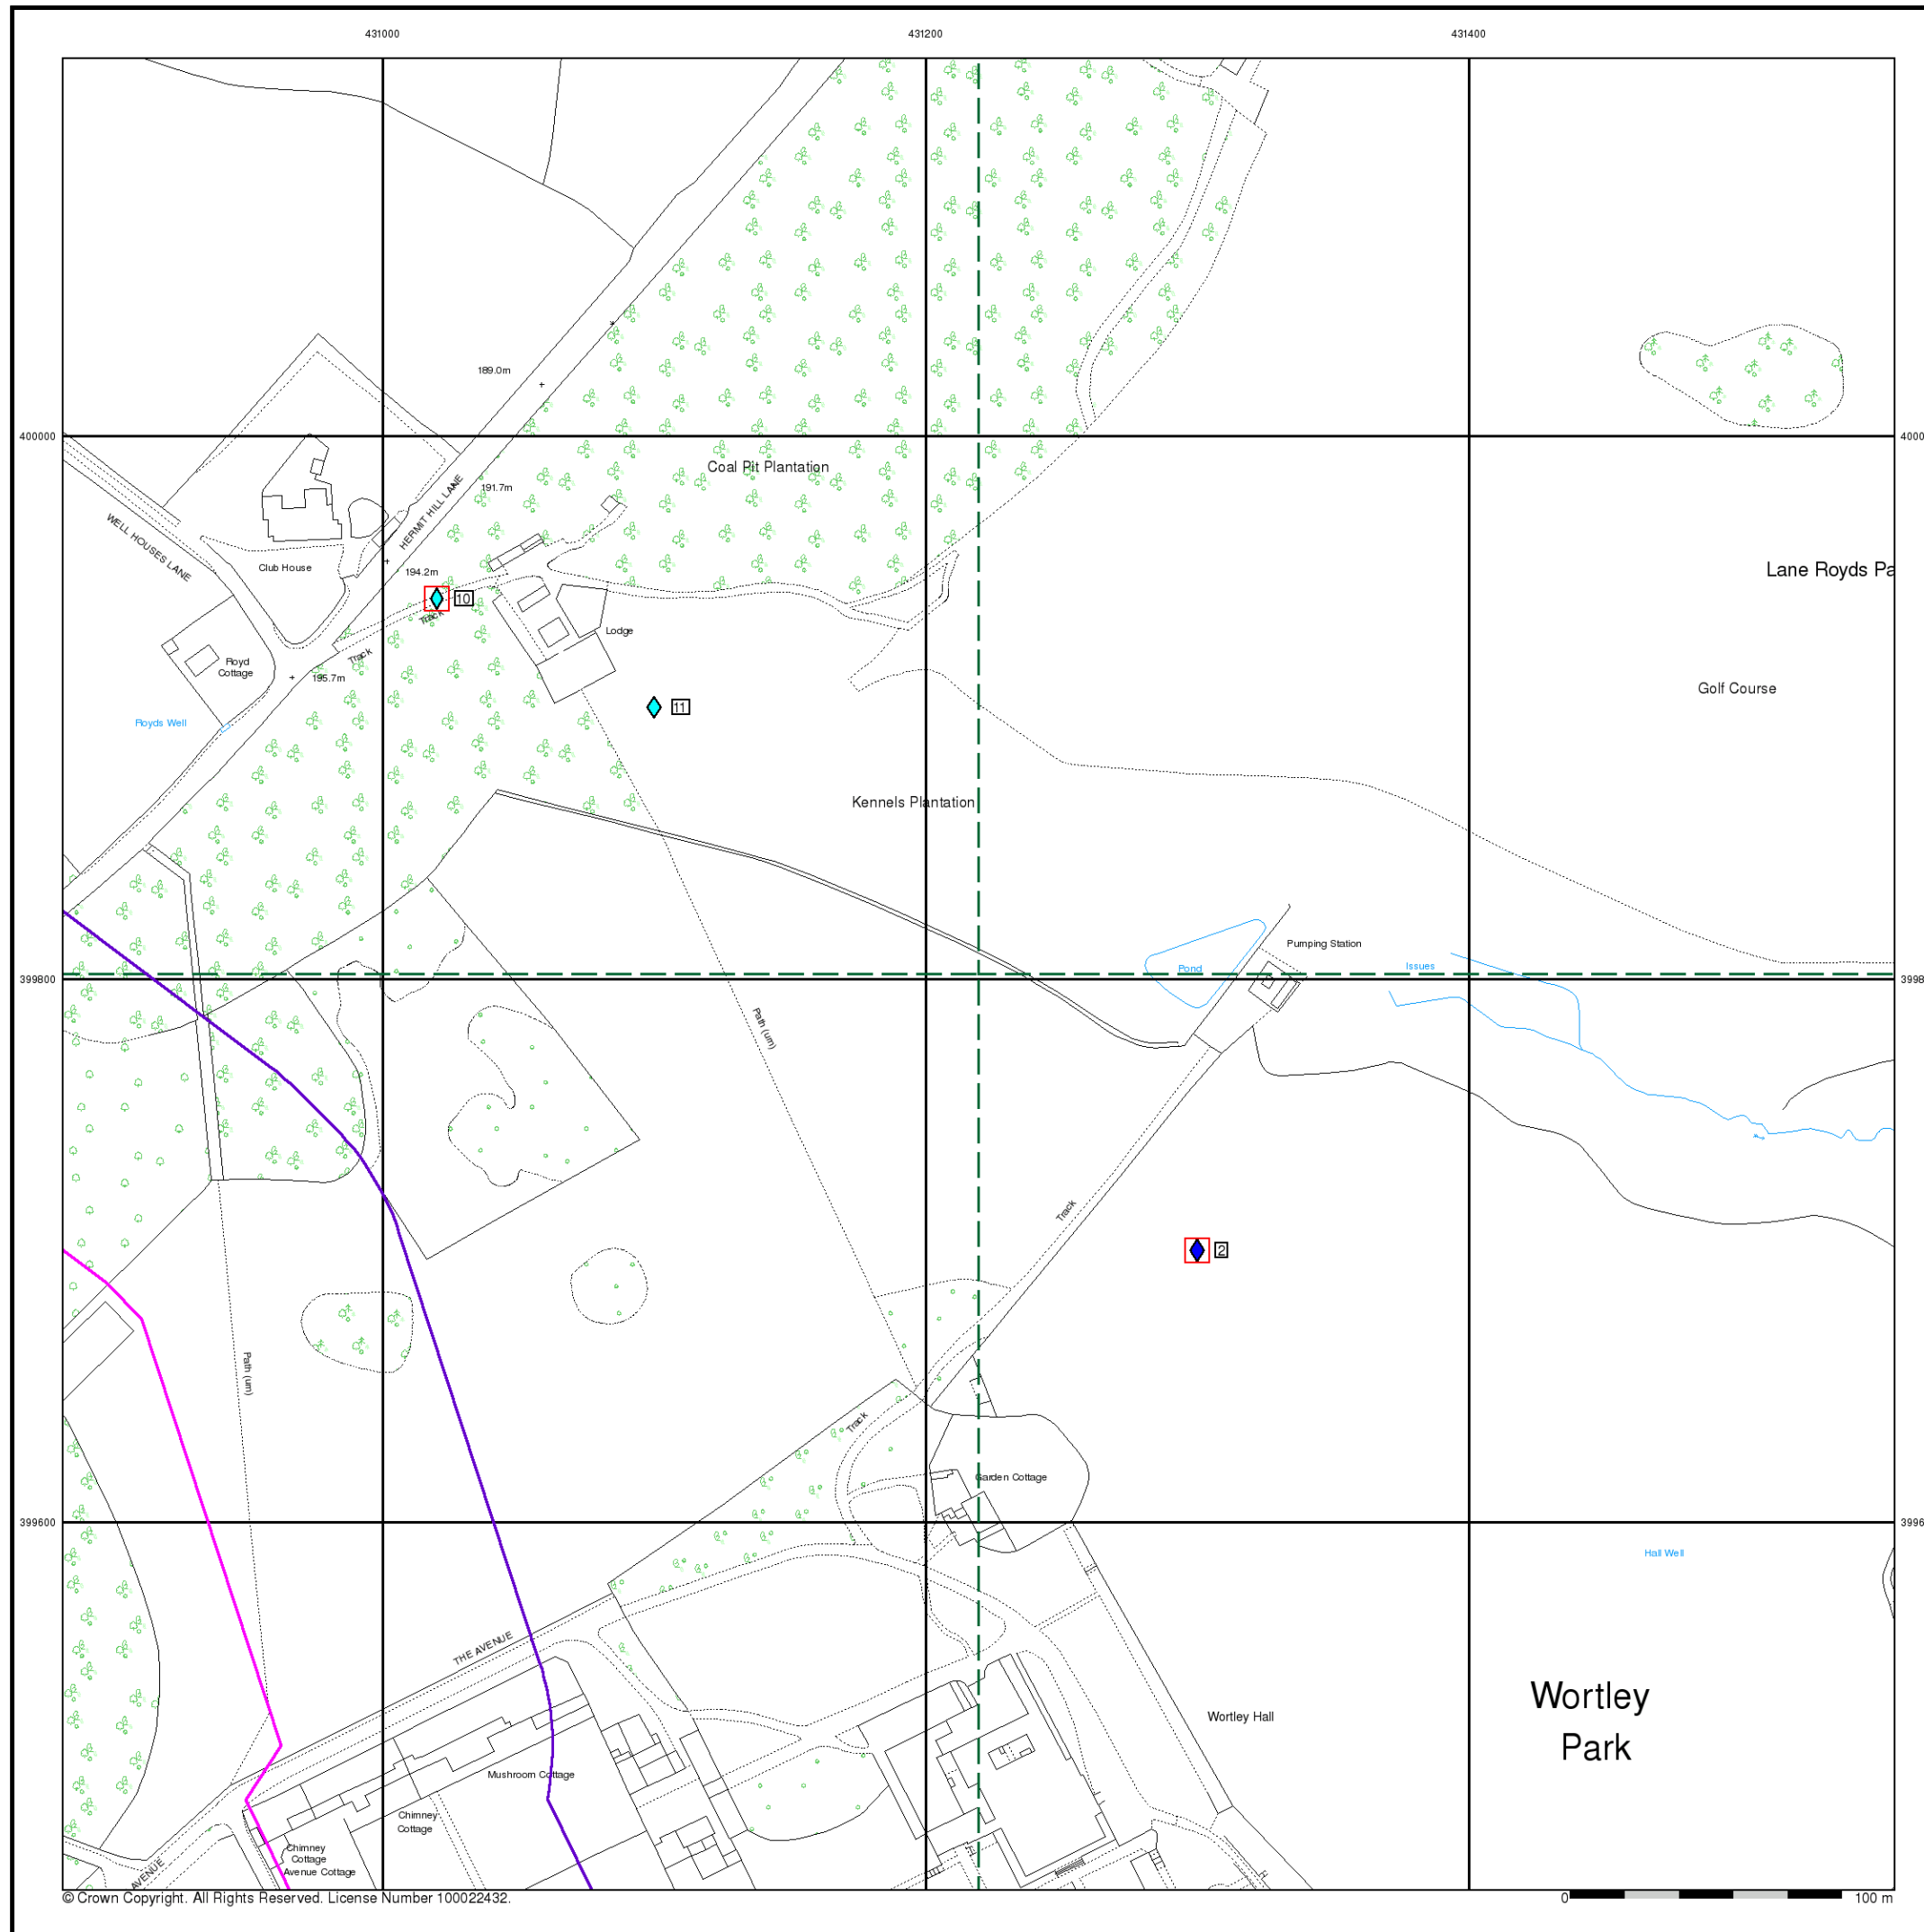 431000
431200
431400
189.0m
400000
4000
Coal Pit Plantation
191.7m
HERMIT HILL LANE
WELL HOUSES LANE
Club House
194.2m
Lane Royds Pa
10
Track
Lodge
Track
Royd
Cottage
195.7m
Golf Course
11
Royds Well
Kennels Plantation
Pumping Station
Pond
Issues
399800
3998
Path (um)
Track
2
Path (um)
Track
Garden Cottage
399600
3996
Hall Well
THE AVENUE
Wortley
Park
Wortley Hall
Mushroom Cottage
Chimney
Cottage
Chimney
Cottage
Avenue Cottage
AVENUE
© Crown Copyright. All Rights Reserved. License Number 100022432.
0 100 m